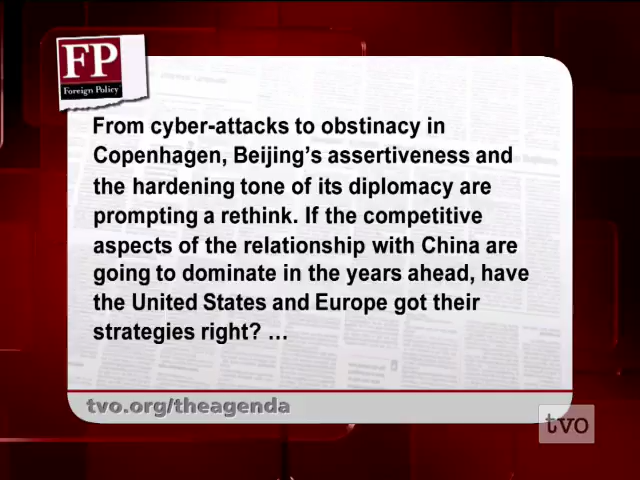 FP
Foreign Policy
From cyber-attacks to obstinacy in
Copenhagen, Beijing's assertiveness and
the hardening tone of its diplomacy are
prompting a rethink. If the competitive
aspects of the relationship with China are
going to dominate in the years ahead, have
the United States and Europe got their
strategies right? ...
tvo.org/theagenda
tvo